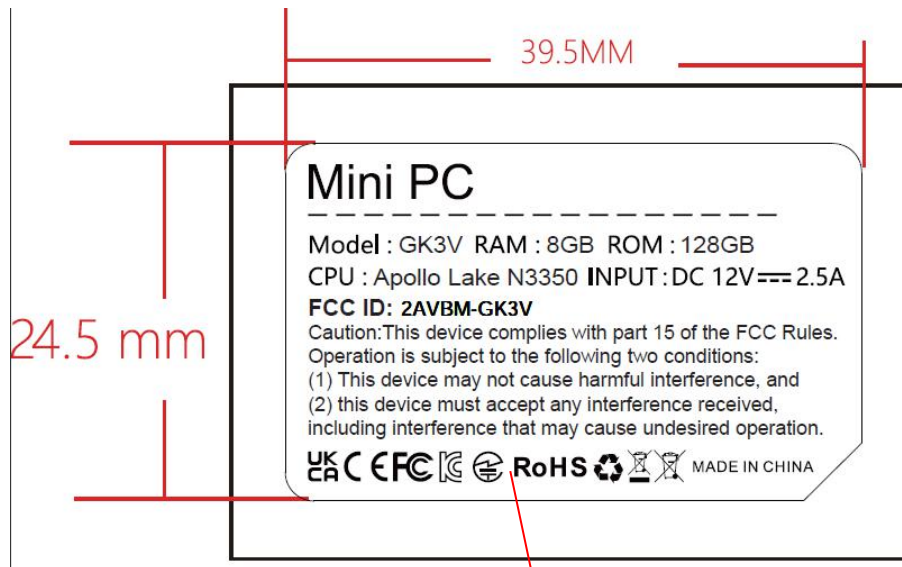 39.5MM
24.5 mm
Mini PC
Model : GK3V RAM : 8GB ROM : 128GB
CPU : Apollo Lake N3350 INPUT : DC 12V⎓2.5A
FCC ID: 2AVBM-GK3V
Caution:This device complies with part 15 of the FCC Rules.
Operation is subject to the following two conditions:
(1) This device may not cause harmful interference, and
(2) this device must accept any interference received,
including interference that may cause undesired operation.
UK CA CE FC KC RoHS MADE IN CHINA